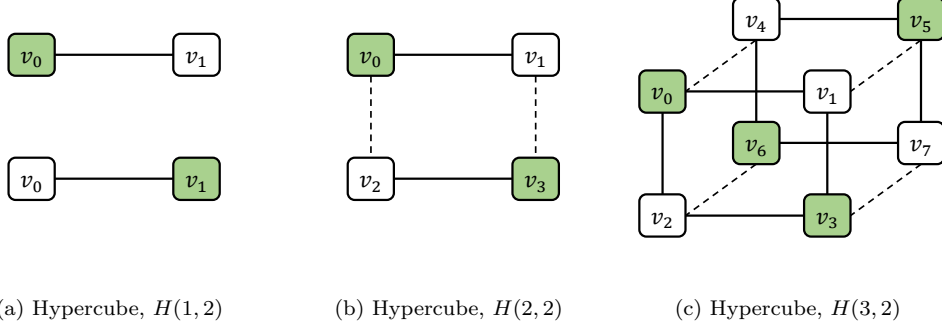 v₀ v₁
v₀ v₁
v₀ v₁
v₂ v₃
v₄ v₅
v₀ v₁
v₆ v₇
v₂ v₃
(a) Hypercube, H(1, 2)
(b) Hypercube, H(2, 2)
(c) Hypercube, H(3, 2)